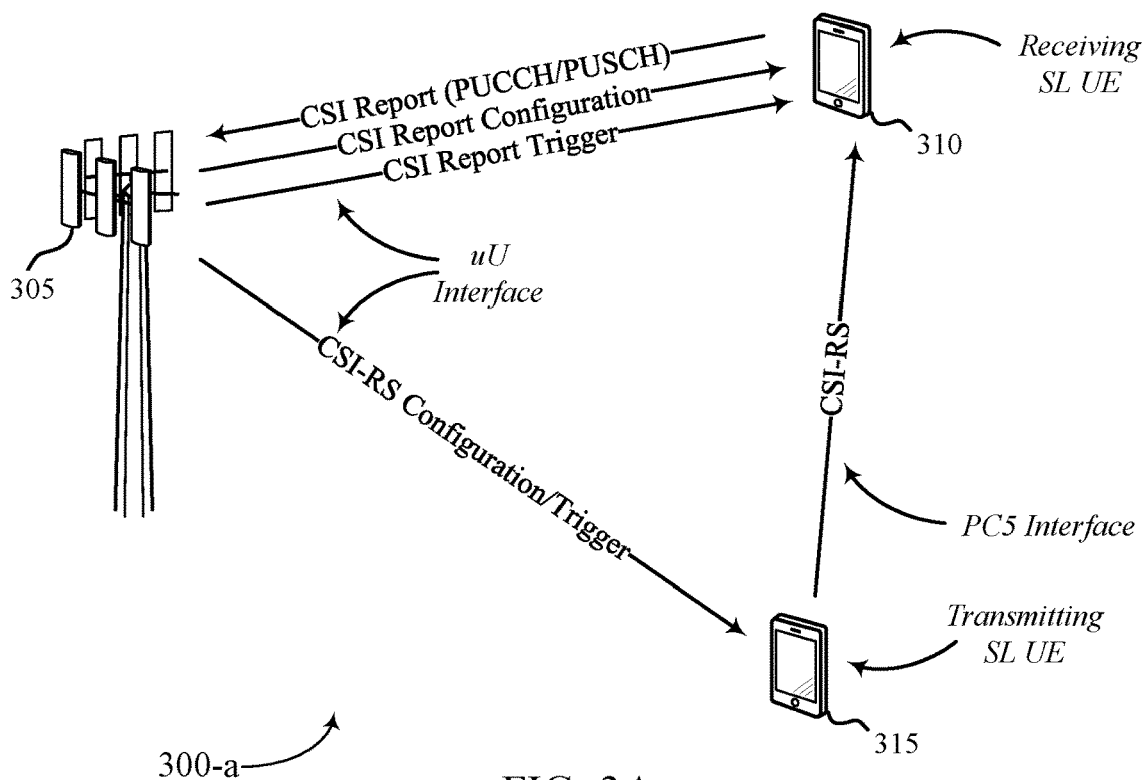 CSI Report (PUCCH/PUSCH)
CSI Report Configuration
CSI Report Trigger
Receiving
SL UE
310
305
uU
Interface
CSI-RS Configuration/Trigger
CSI-RS
PC5 Interface
Transmitting
SL UE
315
300-a